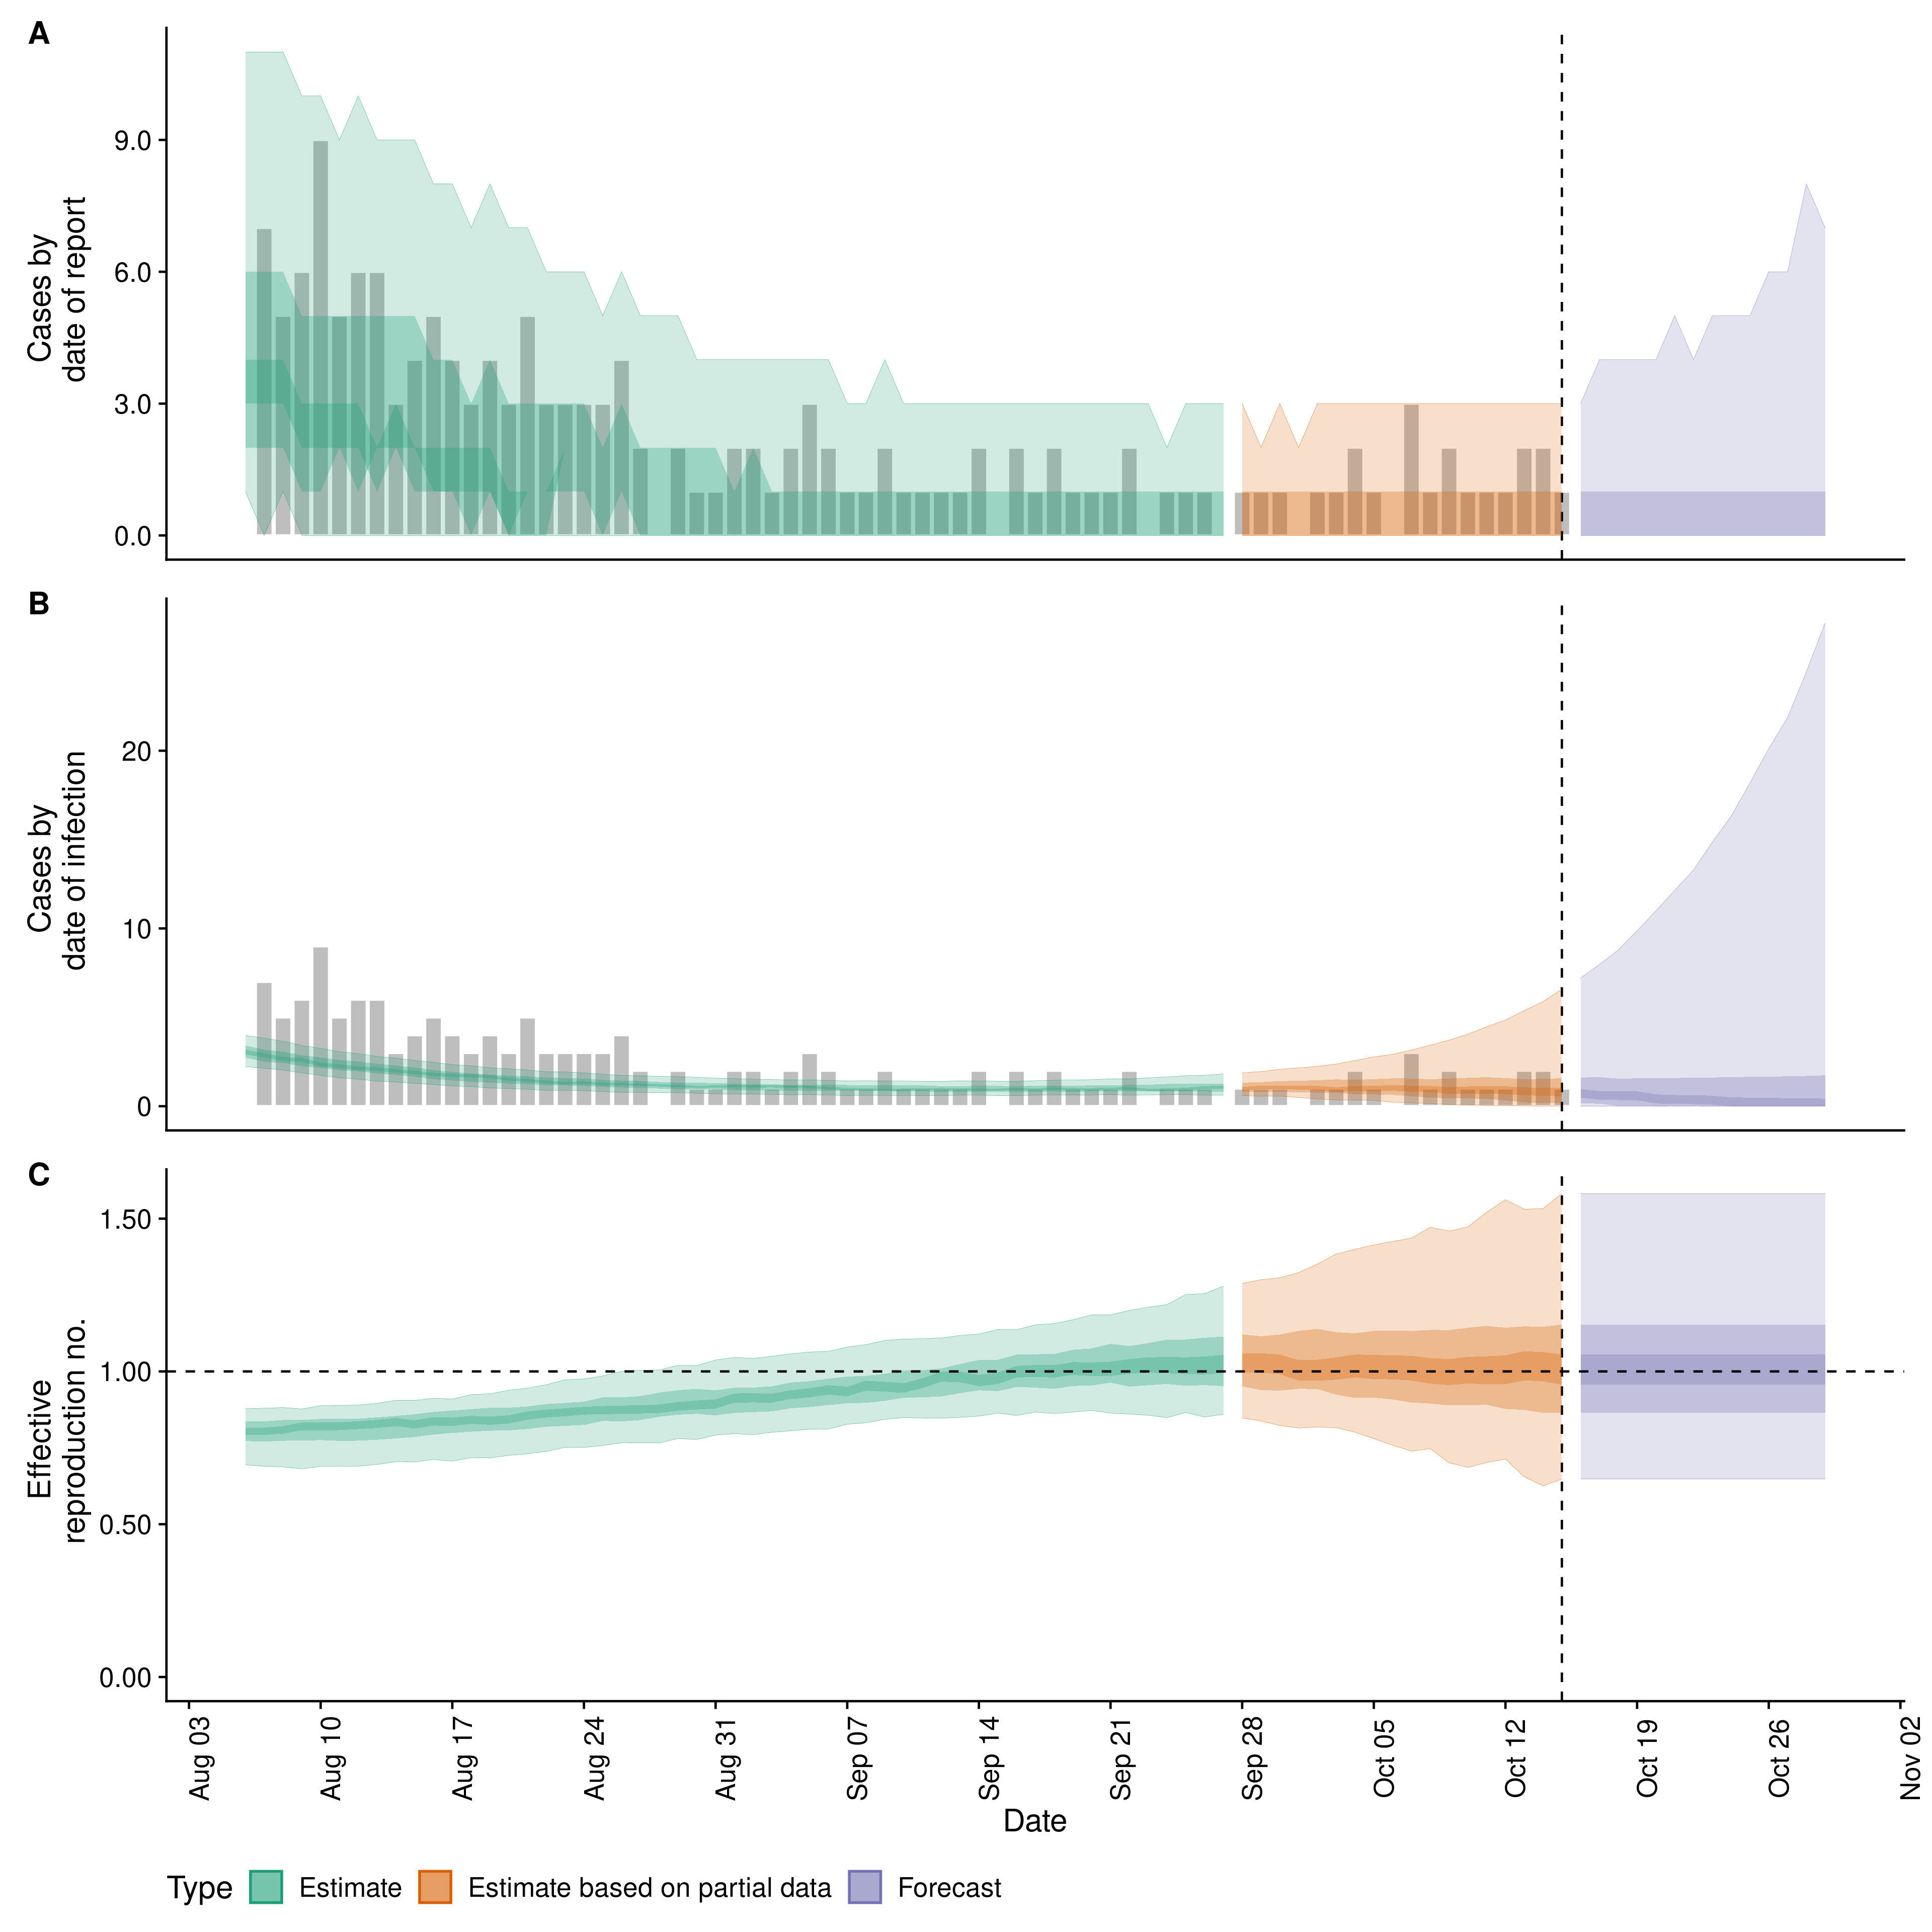 A
Cases by
date of report
9.0
6.0
3.0
0.0
B
Cases by
date of infection
20
10
0
C
Effective
reproduction no.
1.50
1.00
0.50
0.00
Aug 03
Aug 10
Aug 17
Aug 24
Aug 31
Sep 07
Sep 14
Sep 21
Sep 28
Oct 05
Oct 12
Oct 19
Oct 26
Nov 02
Date
Type Estimate Estimate based on partial data Forecast